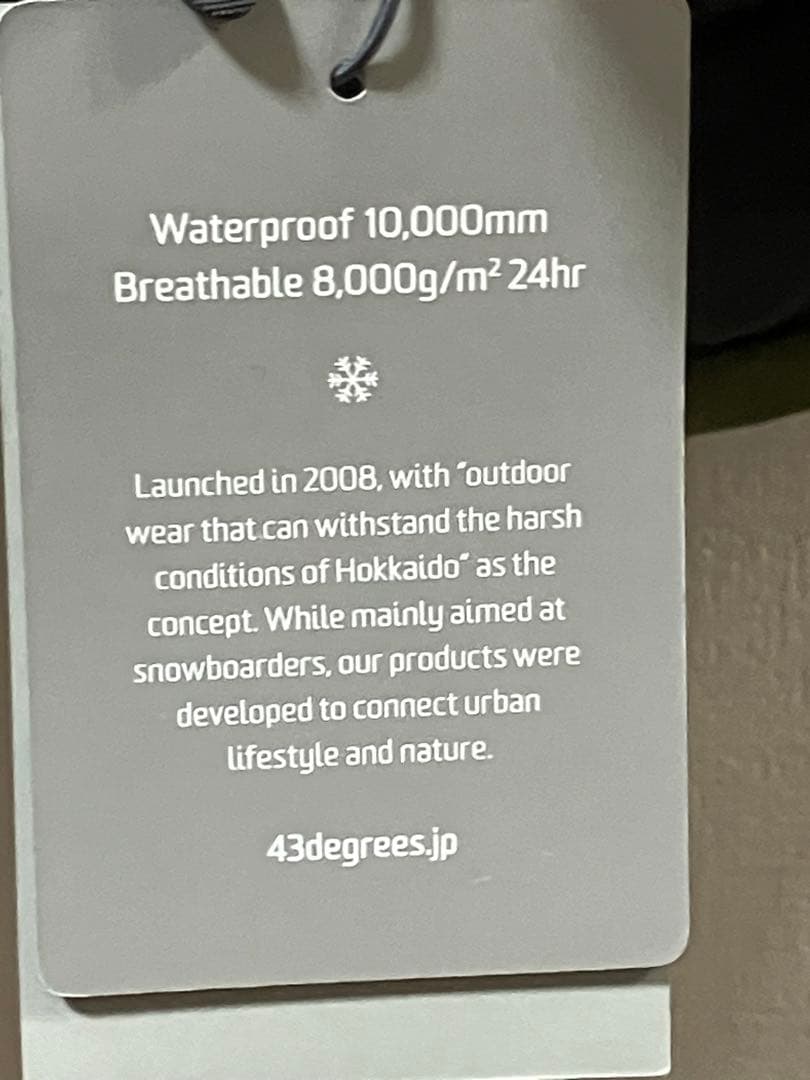 Waterproof 10,000mm
Breathable 8,000g/m² 24hr
Launched in 2008, with "outdoor
wear that can withstand the harsh
conditions of Hokkaido" as the
concept. While mainly aimed at
snowboarders, our products were
developed to connect urban
lifestyle and nature.
43degrees.jp